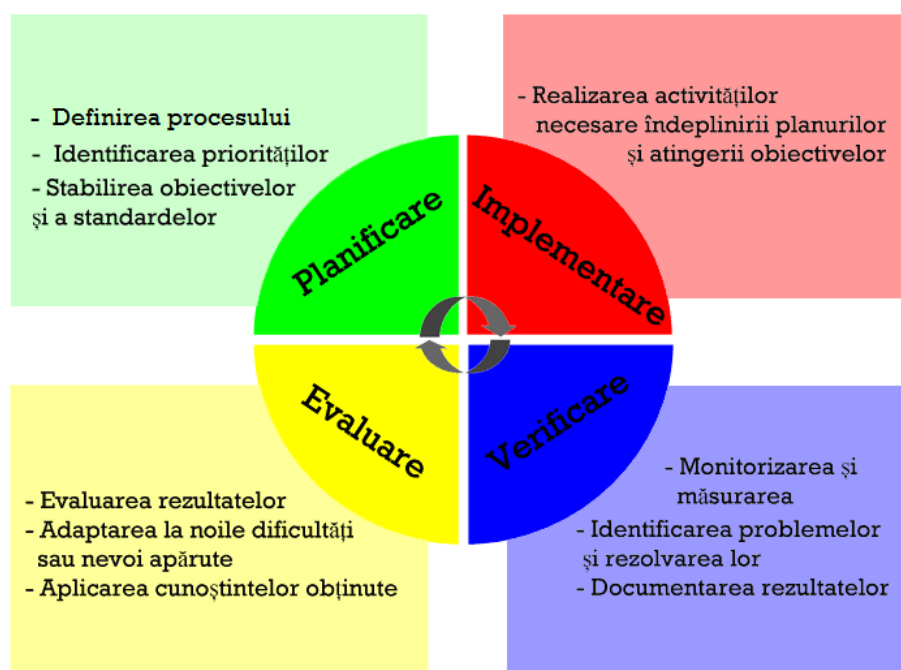 - Definirea procesului
- Identificarea priorităților
- Stabilirea obiectivelor
și a standardelor
- Realizarea activităților
necesare îndeplinirii planurilor
și atingerii obiectivelor
Planificare
Implementare
Evaluare
Verificare
- Evaluarea rezultatelor
- Adaptarea la noile dificultăți
sau nevoi apărute
- Aplicarea cunoștintelor obținute
- Monitorizarea și
măsurarea
- Identificarea problemelor
și rezolvarea lor
- Documentarea rezultatelor